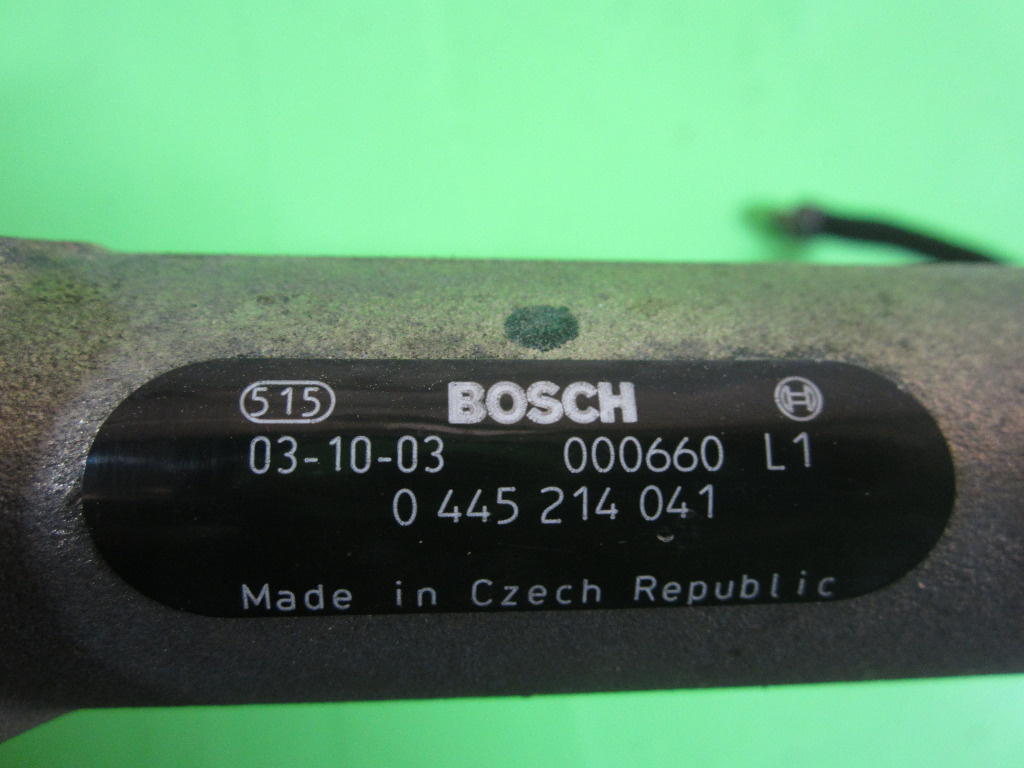 515 BOSCH
03-10-03 000660 L1
0 445 214 041
Made in Czech Republic